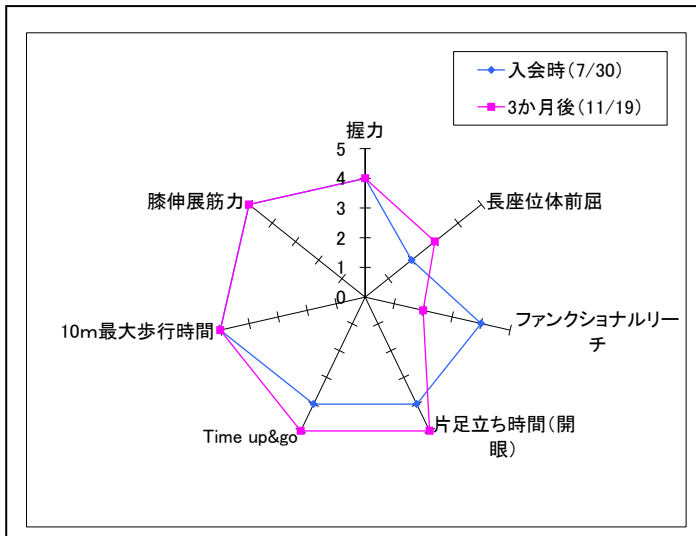 入会時(7/30)
3か月後(11/19)
握力
5
4
3
2
1
0
長座位体前屈
ファンクショナルリー
チ
片足立ち時間(開
眼)
Time up&go
10m最大歩行時間
膝伸展筋力